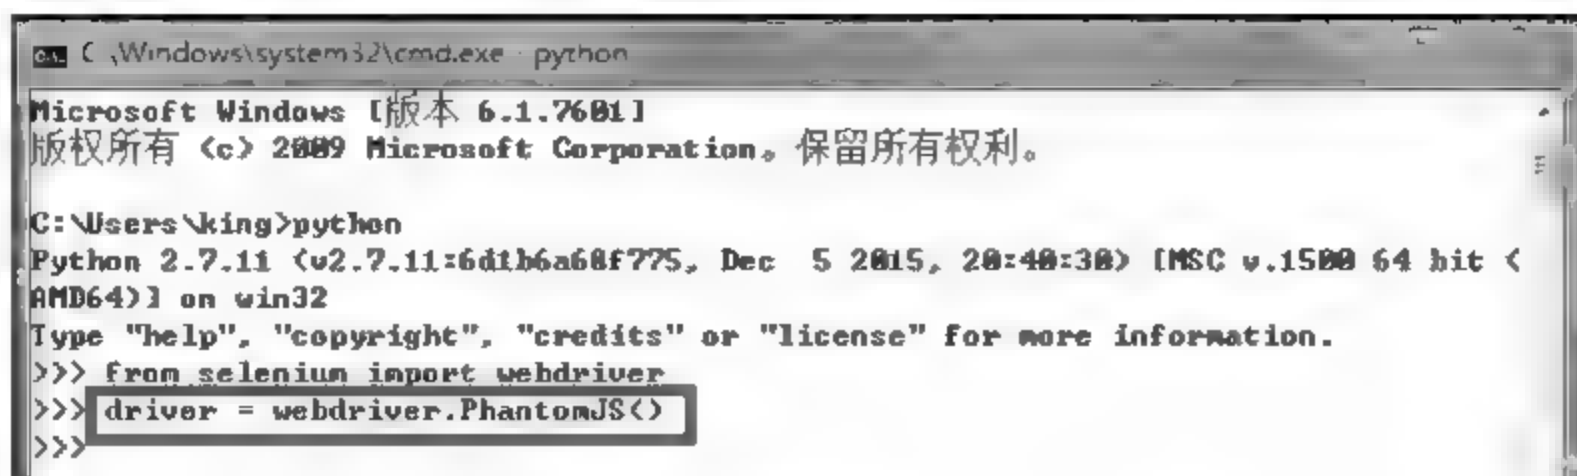 C:\Windows\system32\cmd.exe - python
Microsoft Windows [版本 6.1.7601]
版权所有 (c) 2009 Microsoft Corporation。保留所有权利。
C:\Users\king>python
Python 2.7.11 (v2.7.11:6d1b6a68f775, Dec  5 2015, 20:40:30) [MSC v.1500 64 bit (
AMD64)] on win32
Type "help", "copyright", "credits" or "license" for more information.
>>> from selenium import webdriver
>>> driver = webdriver.PhantomJS()
>>>